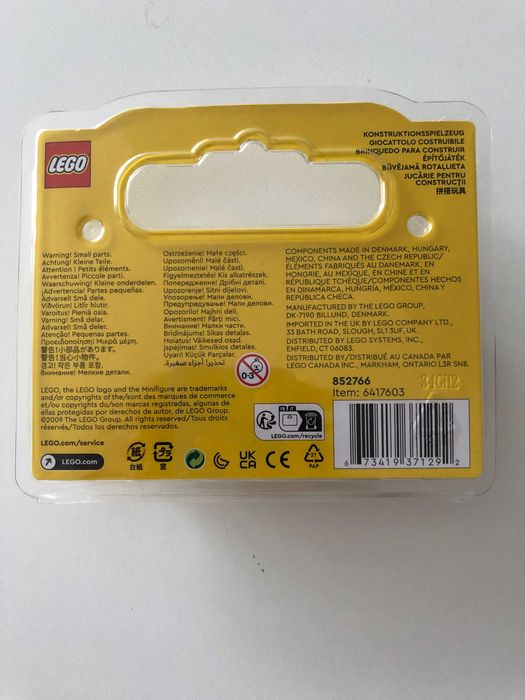 LEGO
KONSTRUKTIONSSPIELZEUG
GIOCATTOLO COSTRUIBILE
BRINQUEDO PARA CONSTRUIR
ÉPÍTŐJÁTÉK
BŪVĒJAMĀ ROTAĻLIETA
JUCĂRIE PENTRU
CONSTRUCȚII
拼搭玩具
Warning! Small parts.
Achtung! Kleine Teile.
Attention ! Petits éléments.
Avvertenza! Piccole parti.
Waarschuwing! Kleine onderdelen.
¡Advertencia! Partes pequeñas.
Viðvörun! Litlir hlutir.
Varoitus! Pieniä osia.
Varning! Små delar.
Advarsel! Små dele.
Advarsel! Små deler.
Atenção! Pequenas partes.
Προειδοποίηση! Μικρά μέρη.
警告！小部品があります。
警告！当心小物件。
경고! 작은 부품 포함.
Внимание! Мелкие детали.
Ostrzeżenie! Małe części.
Upozornění! Malé části.
Upozornenie! Malé časti.
Figyelmeztetés! Kis alkatrészek.
Попередження! Дрібні деталі.
Upozorenje! Sitni dijelovi.
Упозорење! Мали делови.
Предупредување! Мали делови.
Opozorilo! Majhni deli.
Avertisment! Părți mici.
Внимание! Малки части.
Brīdinājums! Sīkas detaļas.
Hoiatus! Väikesed osad.
Įspėjimas! Smulkios detalės.
Uyarı! Küçük Parçalar.
تحذير! أجزاء صغيرة.
0-3
COMPONENTS MADE IN DENMARK, HUNGARY,
MEXICO, CHINA AND THE CZECH REPUBLIC/
ÉLÉMENTS FABRIQUÉS AU DANEMARK, EN
HONGRIE, AU MEXIQUE, EN CHINE ET EN
RÉPUBLIQUE TCHÈQUE/COMPONENTES HECHOS
EN DINAMARCA, HUNGRÍA, MÉXICO, CHINA Y
REPÚBLICA CHECA.
MANUFACTURED BY THE LEGO GROUP,
DK-7190 BILLUND, DENMARK.
IMPORTED IN THE UK BY LEGO COMPANY LTD.,
33 BATH ROAD, SLOUGH, SL1 3UF, UK.
DISTRIBUTED BY LEGO SYSTEMS, INC.,
ENFIELD, CT 06083.
DISTRIBUTED BY/DISTRIBUÉ AU CANADA PAR
LEGO CANADA INC., MARKHAM, ONTARIO L3R 5N8.
LEGO, the LEGO logo and the Minifigure are trademarks
and/or copyrights of the/sont des marques de commerce
et/ou copyrights du/son marcas registradas, algunas de
ellas protegidas por derechos de autor, de LEGO Group.
©2009 The LEGO Group. All rights reserved/Tous droits
réservés/Todos los derechos reservados.
LEGO.com/service
LEGO.com
紙
台紙
プラ
窓
UK
CA
CE
21
PAP
LEGO.com/recycle
852766
34GH2
Item: 6417603
6 73419 37129 2